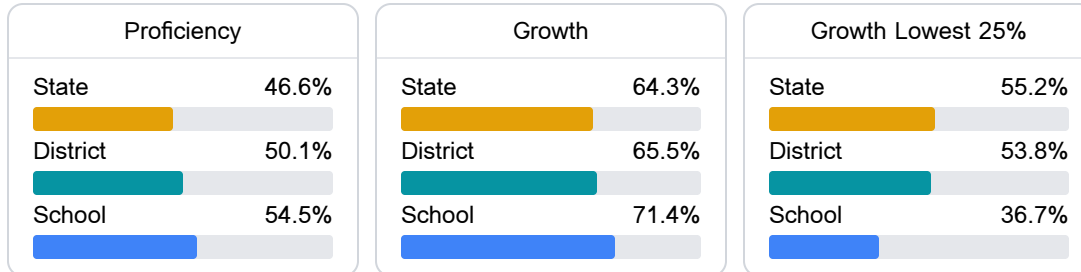 Proficiency
State 46.6%
District 50.1%
School 54.5%
Growth
State 64.3%
District 65.5%
School 71.4%
Growth Lowest 25%
State 55.2%
District 53.8%
School 36.7%